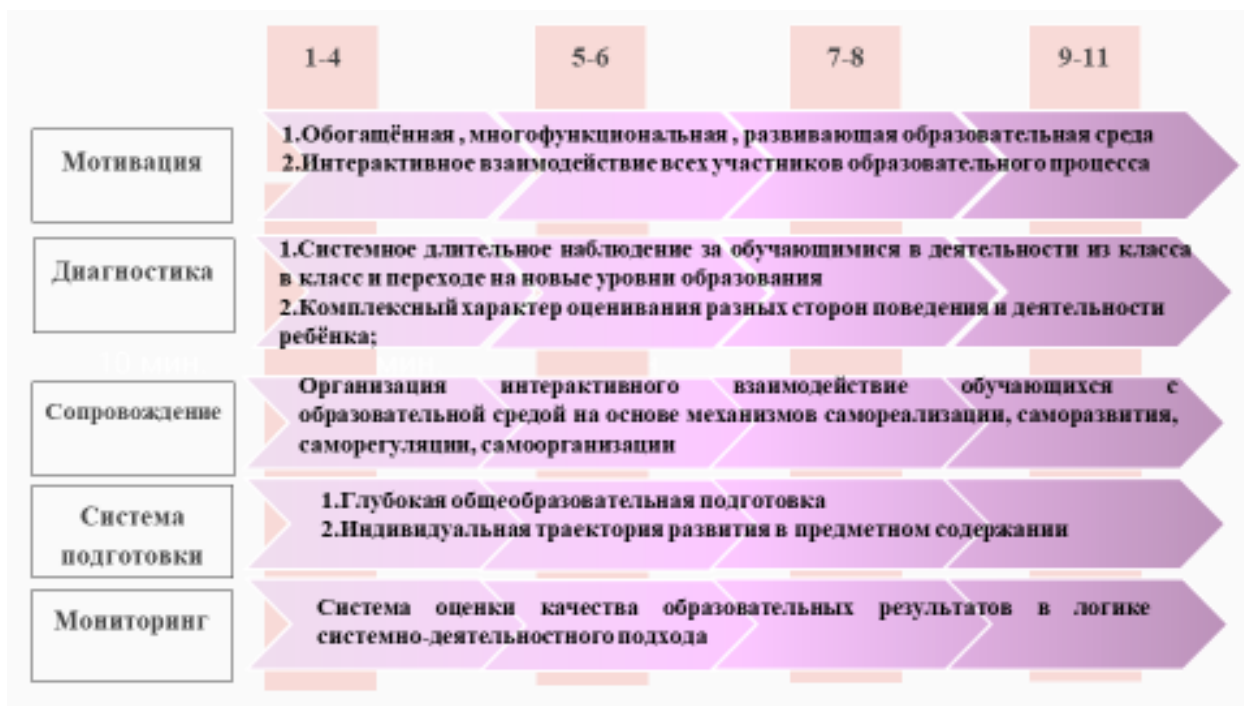 1-4 5-6 7-8 9-11
Мотивация
1.Обогащённая , многофункциональная , развивающая образовательная среда
2.Интерактивное взаимодействие всех участников образовательного процесса
Диагностика
1.Системное длительное наблюдение за обучающимися в деятельности из класса
в класс и переходе на новые уровни образования
2.Комплексный характер оценивания разных сторон поведения и деятельности
ребёнка;
10 мин мин
Сопровождение
Организация интерактивного взаимодействие обучающихся с
образовательной средой на основе механизмов самореализации, саморазвития,
саморегуляции, самоорганизации
Система
подготовки
1.Глубокая общеобразовательная подготовка
2.Индивидуальная траектория развития в предметном содержании
Мониторинг
Система оценки качества образовательных результатов в логике
системно-деятельностного подхода